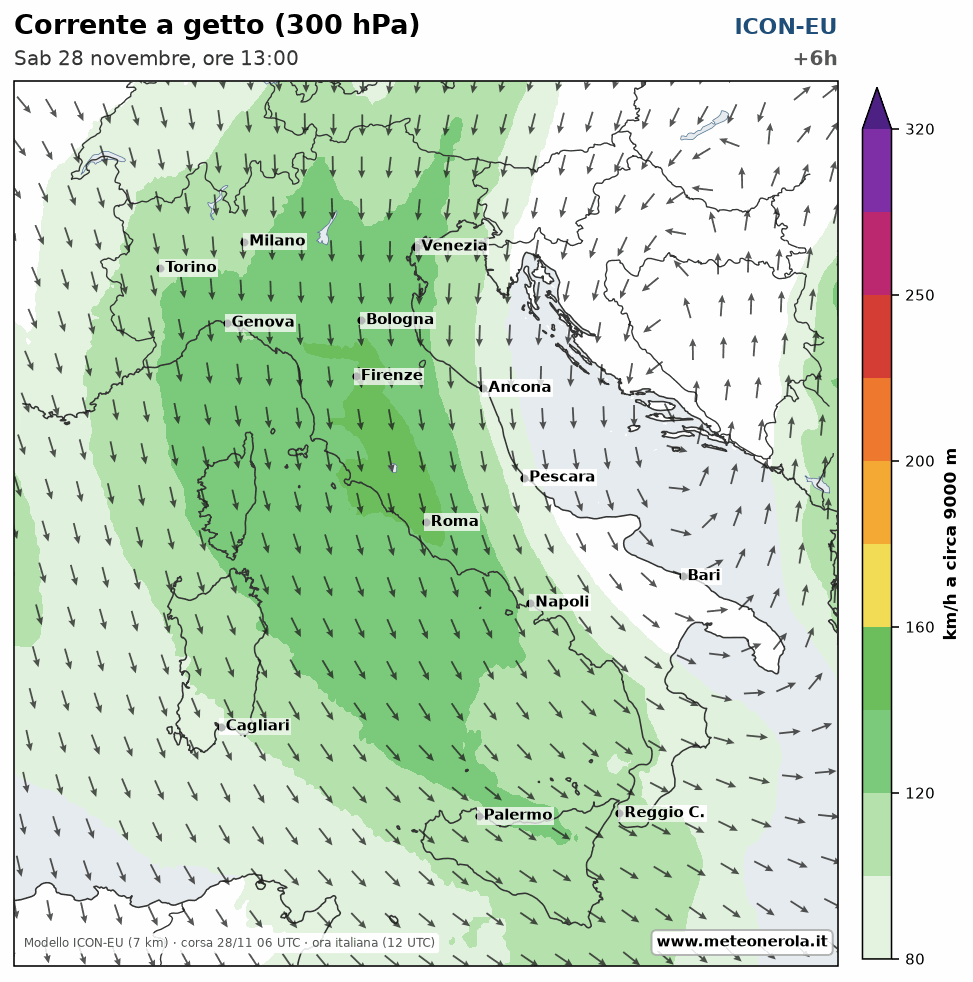 Corrente a getto (300 hPa)
ICON-EU
Sab 28 novembre, ore 13:00
+6h
Milano
Venezia
Torino
Genova
Bologna
Firenze
Ancona
Pescara
Roma
Bari
Napoli
Cagliari
Palermo
Reggio C.
320
250
200
160
120
80
km/h a circa 9000 m
Modello ICON-EU (7 km) · corsa 28/11 06 UTC · ora italiana (12 UTC)
www.meteonerola.it